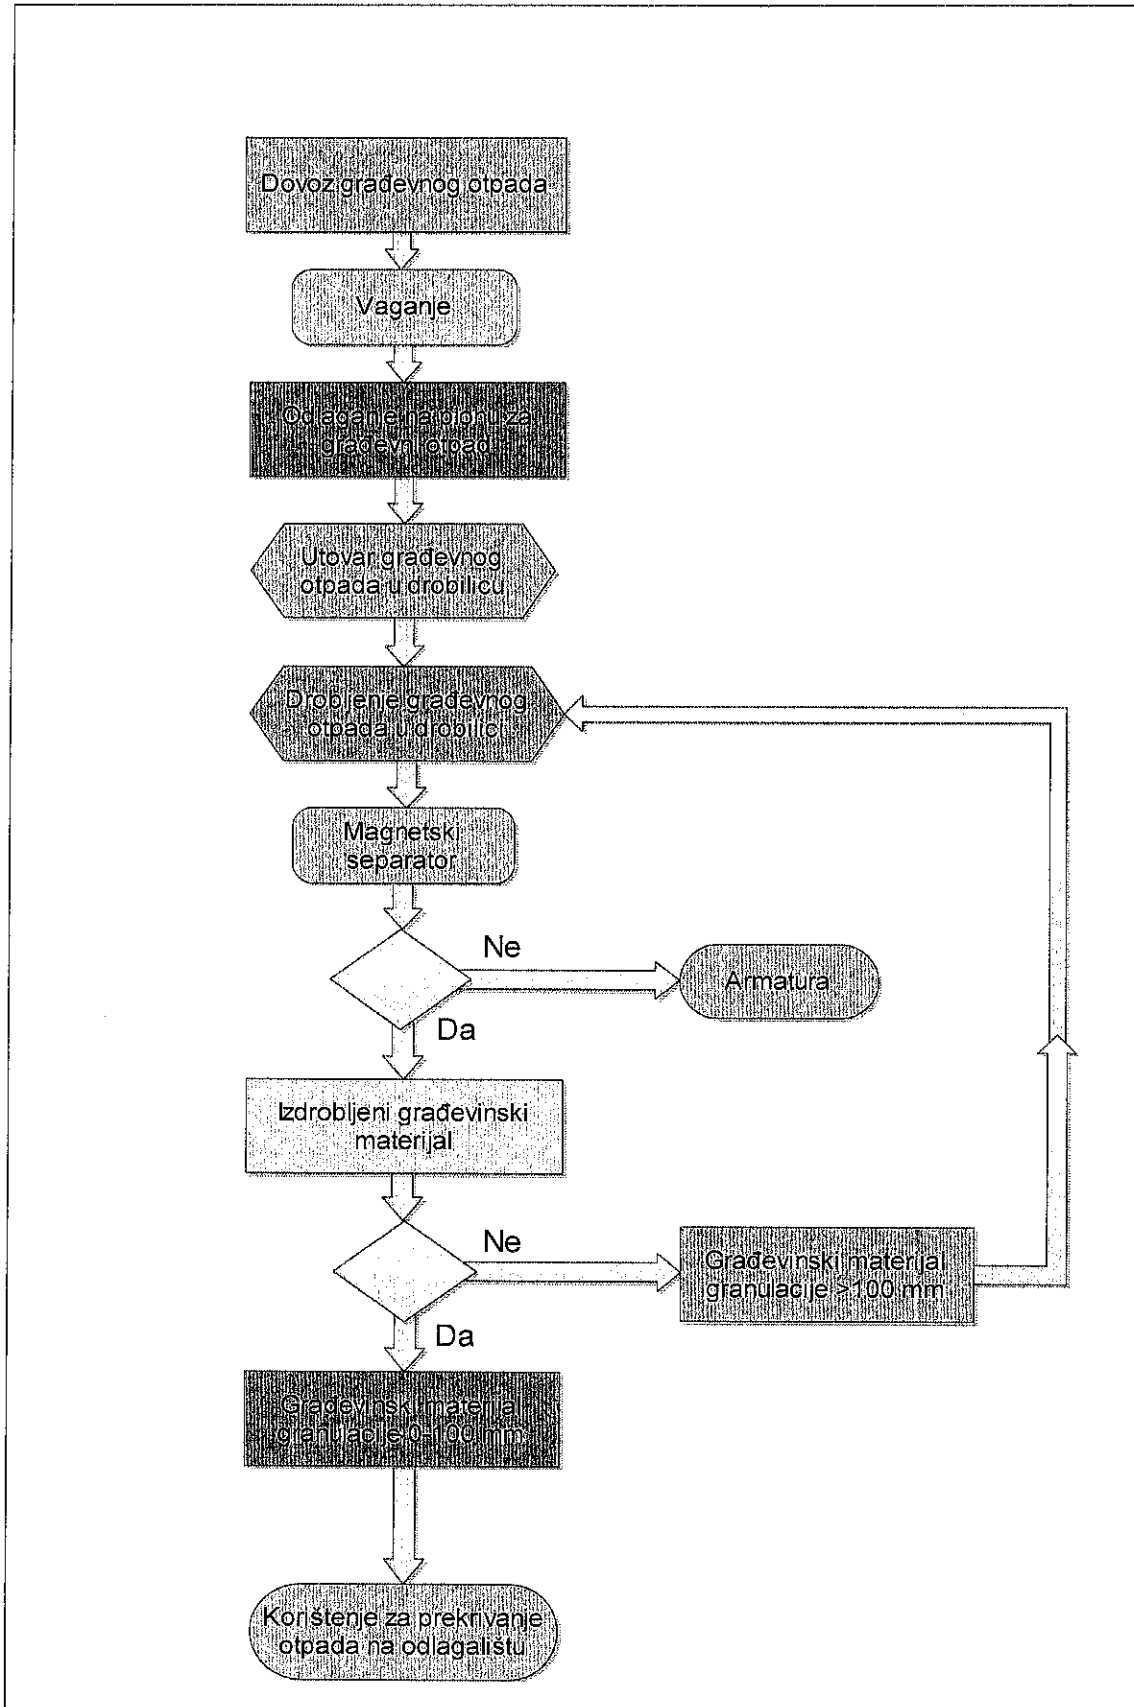 Dovoz građevnog otpada
Vaganje
Odlaganje na plohu za
građevni otpad
Utovar građevnog
otpada u drobilicu
Drobljenje građevnog
otpada u drobilici
Magnetski
separator
Ne
Armatura
Da
Izdrobljeni građevinski
materijal
Ne
Građevinski materijal
granulacije >100 mm
Da
Građevinski materijal
granulacije 0-100 mm
Korištenje za prekrivanje
otpada na odlagalištu